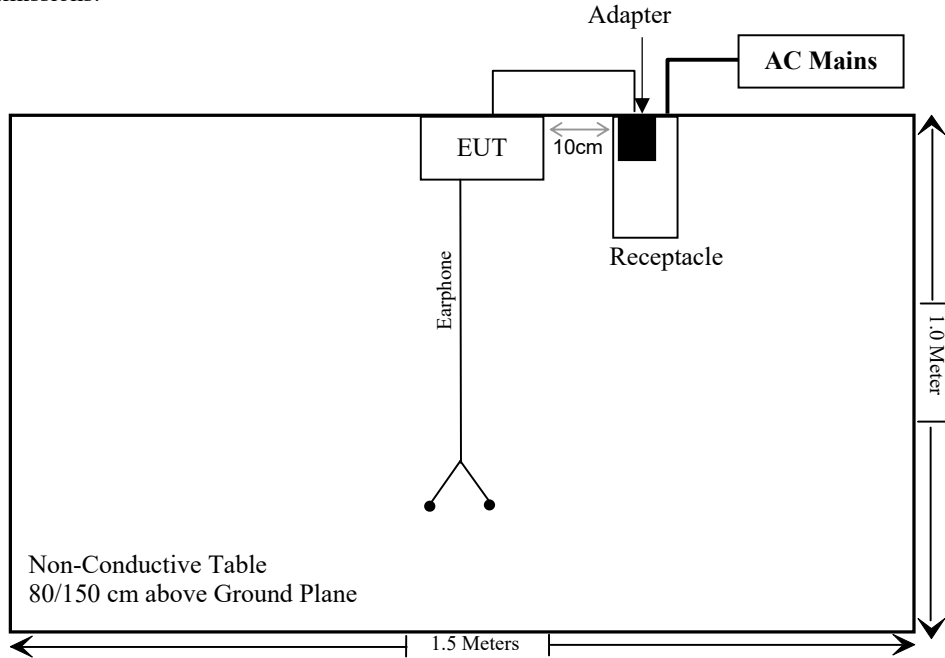 Adapter
AC Mains
EUT
10cm
Receptacle
Earphone
1.0 Meter
Non-Conductive Table
80/150 cm above Ground Plane
1.5 Meters